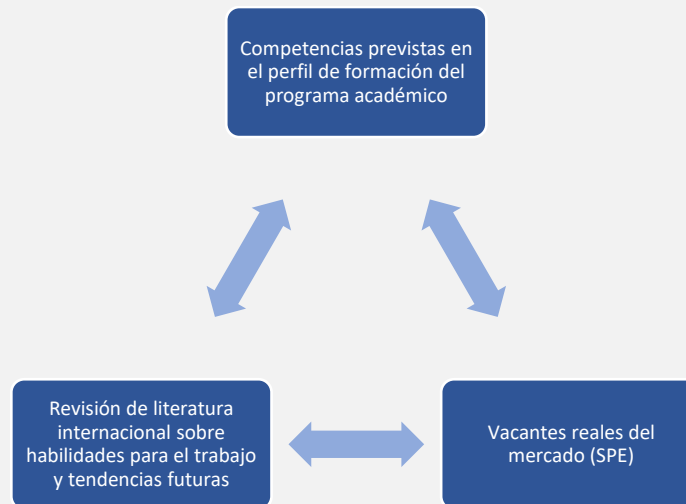 Competencias previstas en
el perfil de formación del
programa académico
Revisión de literatura
internacional sobre
habilidades para el trabajo
y tendencias futuras
Vacantes reales del
mercado (SPE)